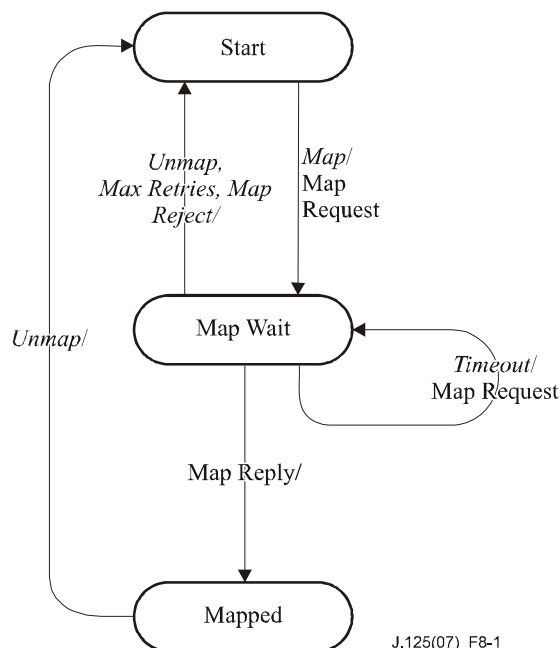 Start
Unmap,
Max Retries, Map
Reject/
Map/
Map
Request
Map Wait
Unmap/
Timeout/
Map Request
Map Reply/
Mapped
J.125(07)_F8-1